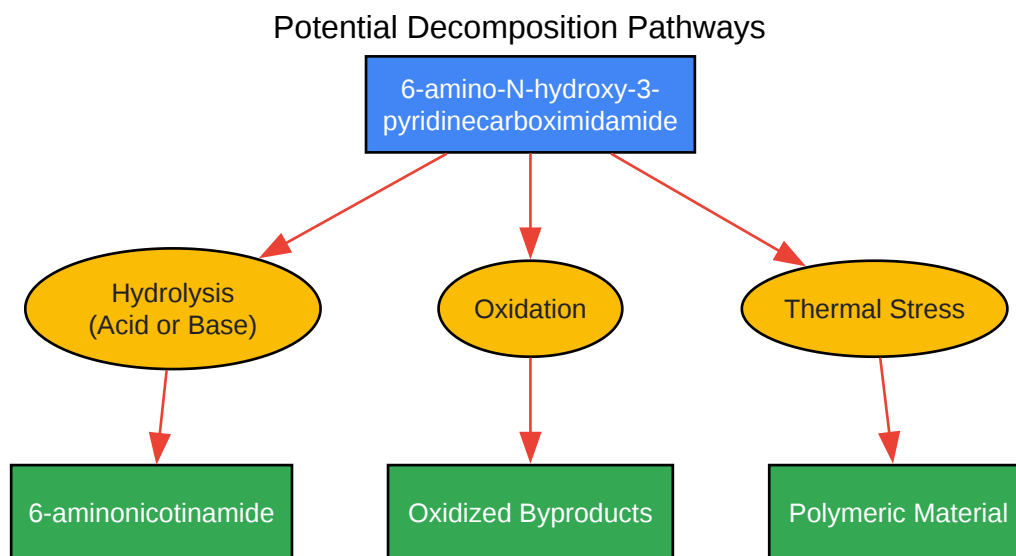 Potential Decomposition Pathways
6-amino-N-hydroxy-3-
pyridinecarboximidamide
Hydrolysis
(Acid or Base)
Oxidation
Thermal Stress
6-aminonicotinamide
Oxidized Byproducts
Polymeric Material